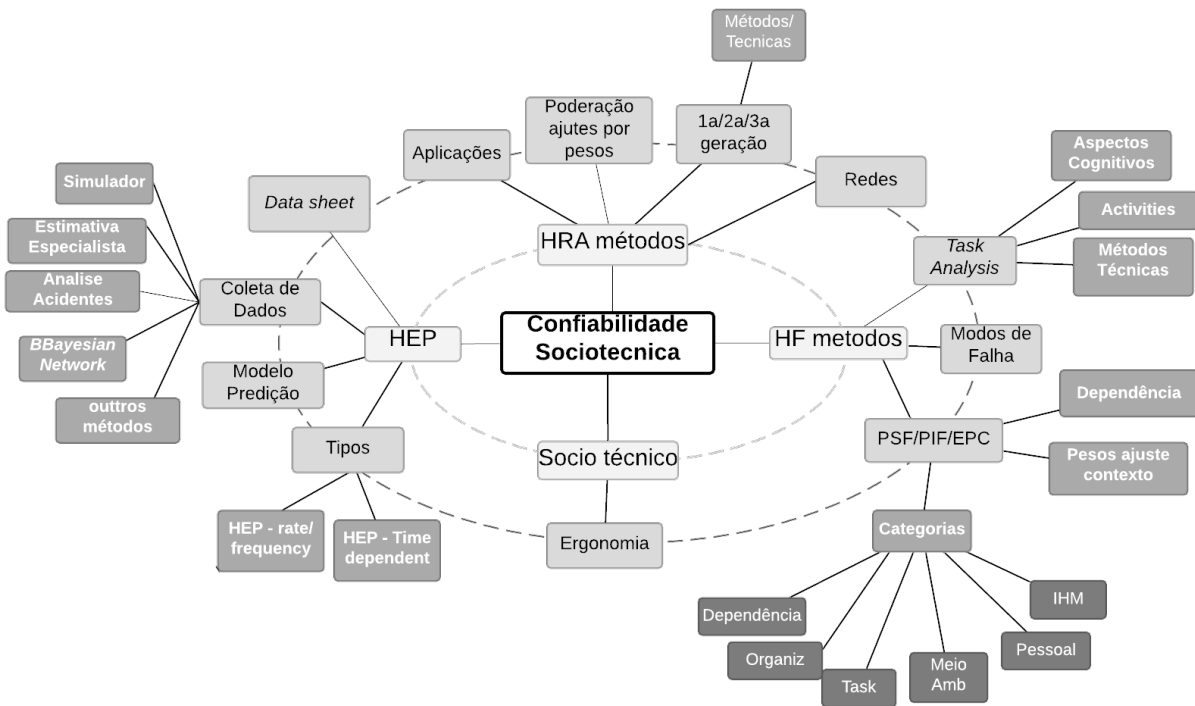 Métodos/
Tecnicas
Poderação
ajutes por
pesos
1a/2a/3a
geração
Aplicações
Redes
Aspectos
Cognitivos
Simulador
Data sheet
Activities
Estimativa
Especialista
HRA métodos
Task
Analysis
Métodos
Técnicas
Analise
Acidentes
Coleta de
Dados
HEP
Confiabilidade
Sociotecnica
HF metodos
Modos de
Falha
BBayesian
Network
Modelo
Predição
Dependência
outtros
métodos
Tipos
Socio técnico
PSF/PIF/EPC
Pesos ajuste
contexto
HEP - rate/
frequency
HEP - Time
dependent
Ergonomia
Categorias
Dependência
IHM
Organiz
Pessoal
Task
Meio
Amb